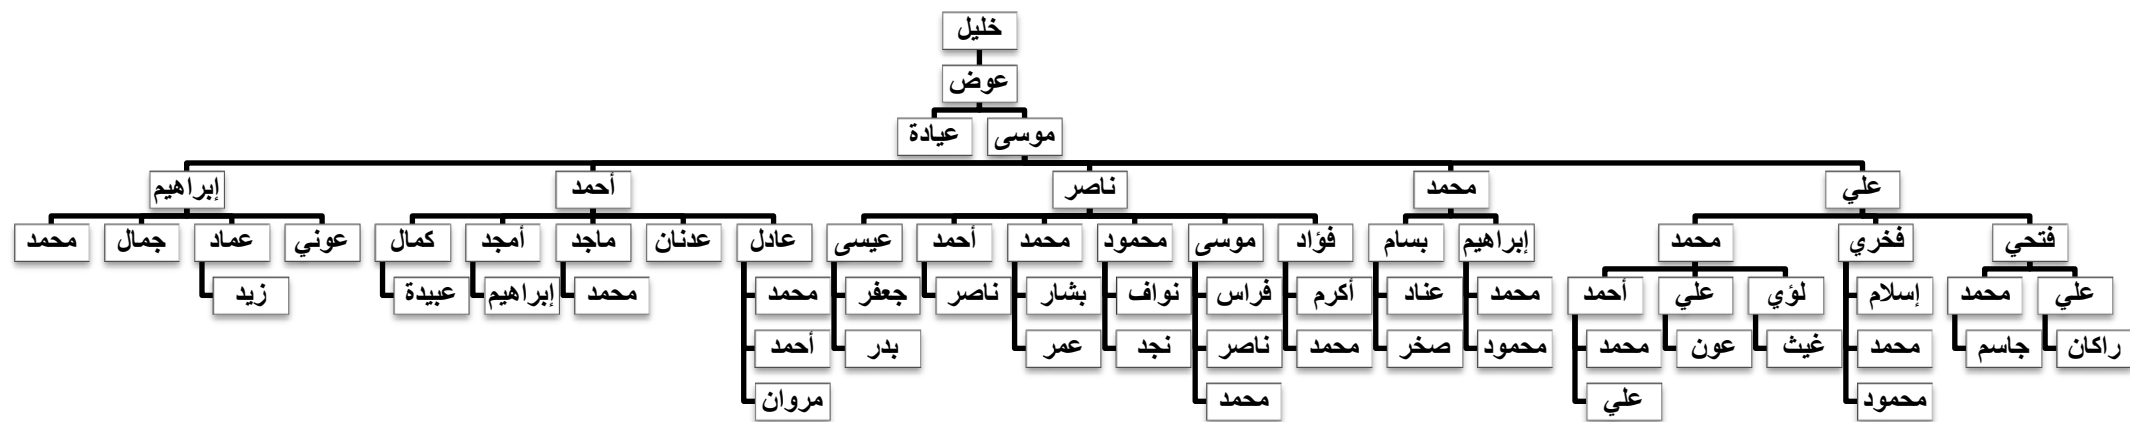 خليل
عوض
موسى
عيادة
علي
محمد
ناصر
أحمد
إبراهيم
فتحي
فخري
محمد
إبراهيم
بسام
فؤاد
موسى
محمود
محمد
أحمد
عيسى
عادل
عدنان
ماجد
أمجد
كمال
عوني
عماد
جمال
محمد
علي
محمد
إسلام
لؤي
علي
أحمد
محمد
عناد
أكرم
فراس
نواف
بشار
ناصر
جعفر
محمد
محمد
إبراهيم
عبيدة
زيد
راكان
جاسم
محمد
غيث
عون
محمد
محمود
صخر
محمد
ناصر
نجد
عمر
بدر
أحمد
محمود
علي
محمد
مروان